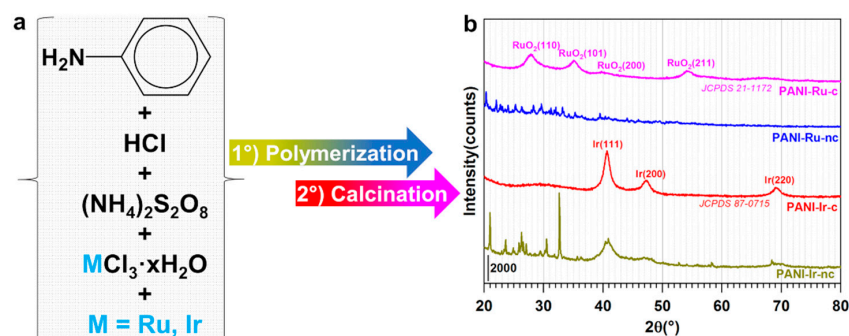 a
H₂N
+
HCl
+
(NH₄)₂S₂O₈
+
MCl₃·xH₂O
+
M = Ru, Ir
1°) Polymerization
2°) Calcination
b
Intensity(counts)
RuO₂(110)
RuO₂(101)
RuO₂(200)
RuO₂(211)
JCPDS 21-1172
PANI-Ru-c
PANI-Ru-nc
Ir(111)
Ir(200)
Ir(220)
JCPDS 87-0715
PANI-Ir-c
PANI-Ir-nc
2000
20 30 40 50 60 70 80
2θ(°)